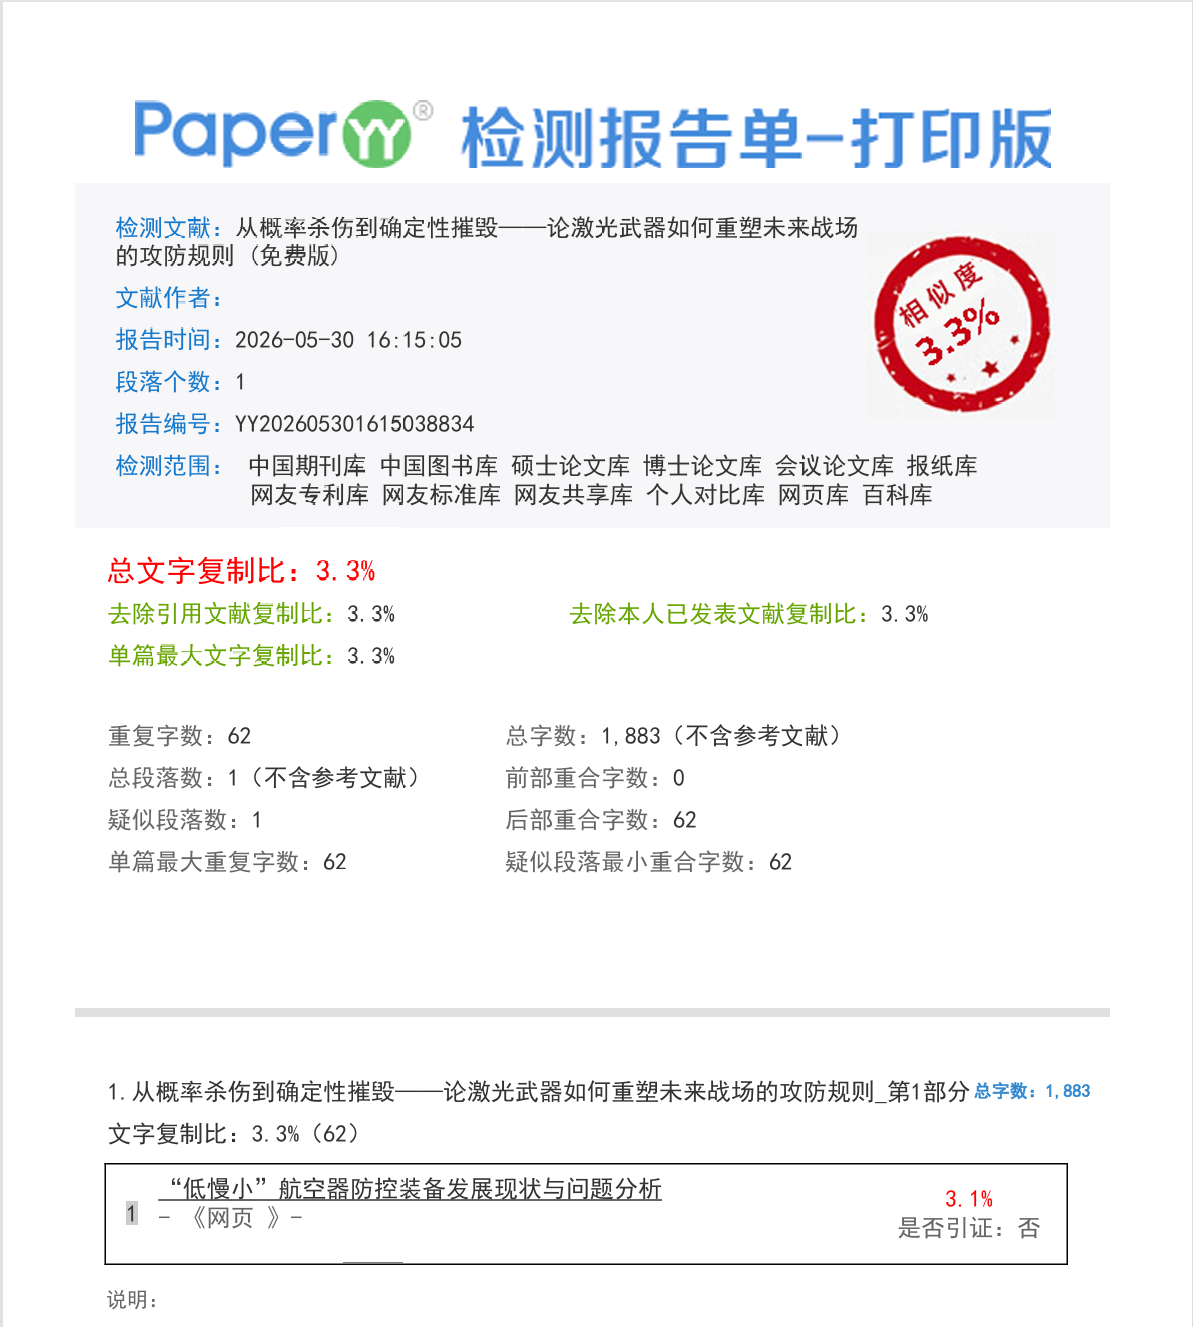 PaperYY® 检测报告单-打印版
检测文献：从概率杀伤到确定性摧毁——论激光武器如何重塑未来战场
的攻防规则（免费版）
相似度
3.3%
文献作者：
报告时间：2026-05-30 16:15:05
段落个数：1
报告编号：YY202605301615038834
检测范围： 中国期刊库 中国图书库 硕士论文库 博士论文库 会议论文库 报纸库
网友专利库 网友标准库 网友共享库 个人对比库 网页库 百科库
总文字复制比：3.3%
去除引用文献复制比：3.3% 去除本人已发表文献复制比：3.3%
单篇最大文字复制比：3.3%
重复字数：62 总字数：1,883（不含参考文献）
总段落数：1（不含参考文献） 前部重合字数：0
疑似段落数：1 后部重合字数：62
单篇最大重复字数：62 疑似段落最小重合字数：62
1.从概率杀伤到确定性摧毁——论激光武器如何重塑未来战场的攻防规则_第1部分 总字数：1,883
文字复制比：3.3%（62）
1 “低慢小”航空器防控装备发展现状与问题分析 3.1%
- 《网页 》- 是否引证：否
说明：